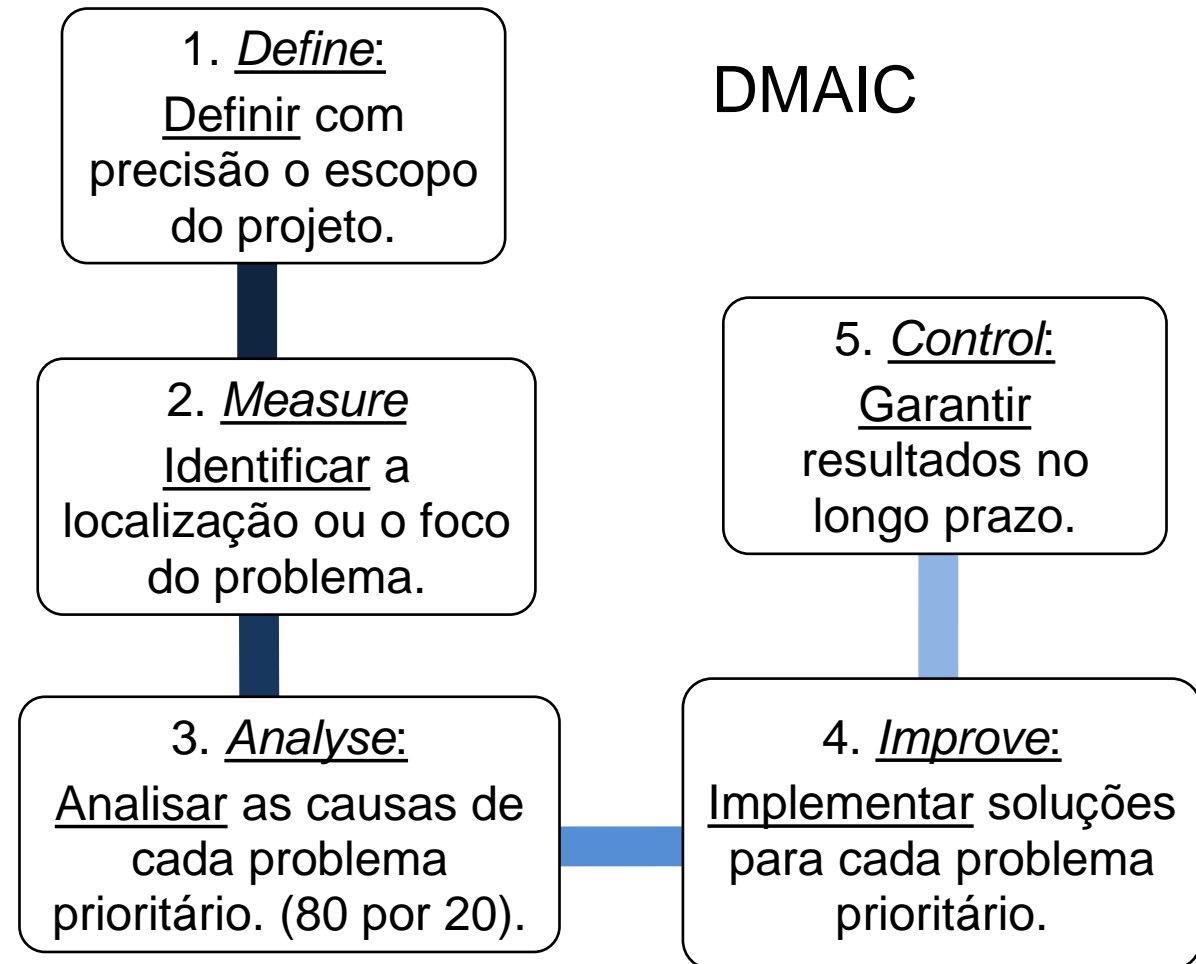 DMAIC
1. Define:
Definir com
precisão o escopo
do projeto.
2. Measure
Identificar a
localização ou o foco
do problema.
3. Analyse:
Analisar as causas de
cada problema
prioritário. (80 por 20).
4. Improve:
Implementar soluções
para cada problema
prioritário.
5. Control:
Garantir
resultados no
longo prazo.